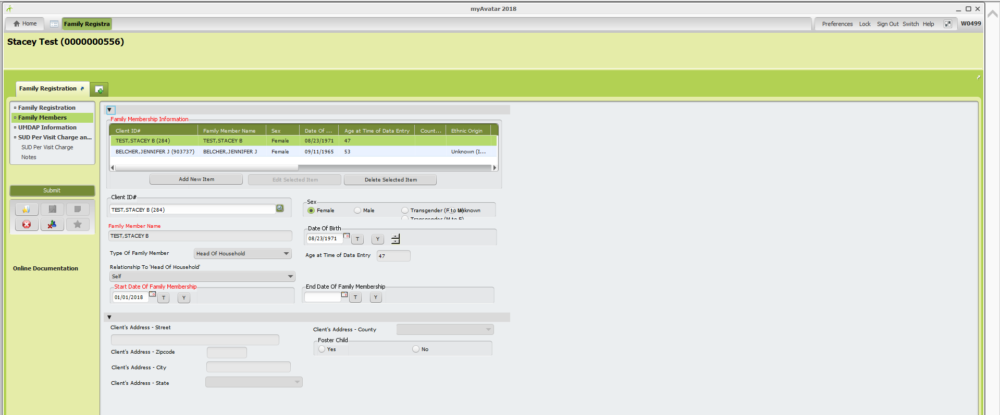 myAvatar 2018
Home
Family Registra
Preferences Lock Sign Out Switch Help W0499
Stacey Test (0000000556)
Family Registration
Family Registration
Family Members
UMDAP Information
SUD Per Visit Charge an...
SUD Per Visit Charge
Notes
Submit
Online Documentation
Family Membership Information
Client ID# Family Member Name Sex Date Of ... Age at Time of Data Entry Count... Ethnic Origin
TEST,STACEY B (284) TEST,STACEY B Female 08/23/1971 47
BELCHER,JENNIFER J (903737) BELCHER,JENNIFER J Female 09/11/1965 53 Unknown (I...
Add New Item Edit Selected Item Delete Selected Item
Client ID#
TEST,STACEY B (284)
Sex
Female Male Transgender (F to M) Unknown
Transgender (M to F)
Family Member Name
TEST,STACEY B
Date Of Birth
08/23/1971 T Y
Type Of Family Member Head Of Household
Age at Time of Data Entry 47
Relationship To 'Head Of Household'
Self
Start Date Of Family Membership
01/01/2018 T Y
End Date Of Family Membership
T Y
Client's Address - Street
Client's Address - County
Foster Child
Yes No
Client's Address - Zipcode
Client's Address - City
Client's Address - State